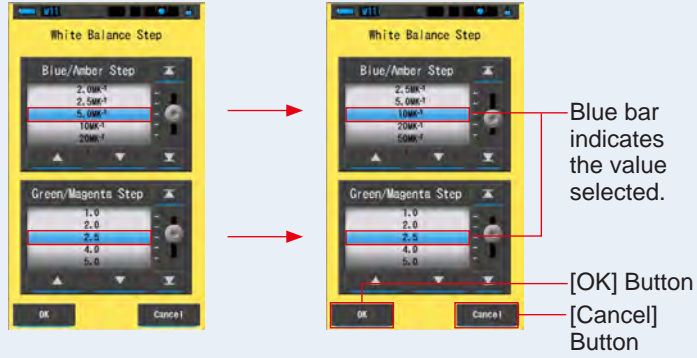 W11
White Balance Step
Blue/Amber Step
2.0MK-¹
2.5MK-¹
5.0MK-¹
10MK-¹
20MK-¹
Green/Magenta Step
1.0
2.0
2.5
4.0
5.0
OK Cancel
W11
White Balance Step
Blue/Amber Step
2.5MK-¹
5.0MK-¹
10MK-¹
20MK-¹
50MK-¹
Green/Magenta Step
1.0
2.0
2.5
4.0
5.0
OK Cancel
Blue bar
indicates
the value
selected.
[OK] Button
[Cancel]
Button